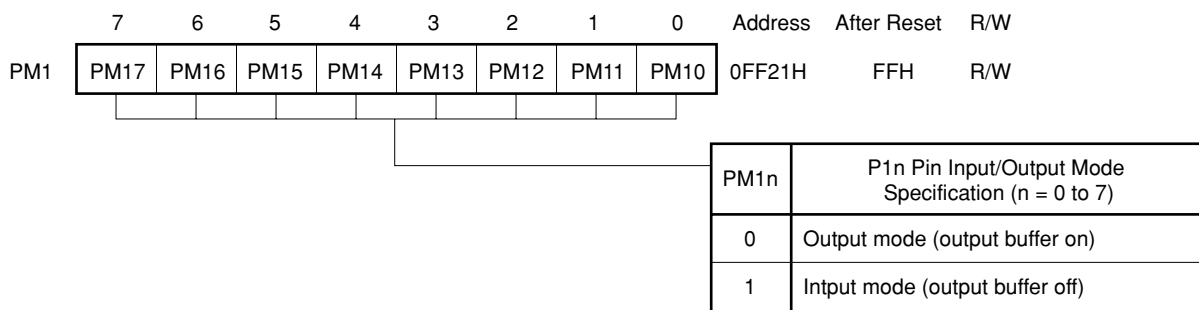 7 6 5 4 3 2 1 0 Address After Reset R/W
PM1 PM17 PM16 PM15 PM14 PM13 PM12 PM11 PM10 0FF21H FFH R/W
PM1n P1n Pin Input/Output Mode
Specification (n = 0 to 7)
0 Output mode (output buffer on)
1 Intput mode (output buffer off)